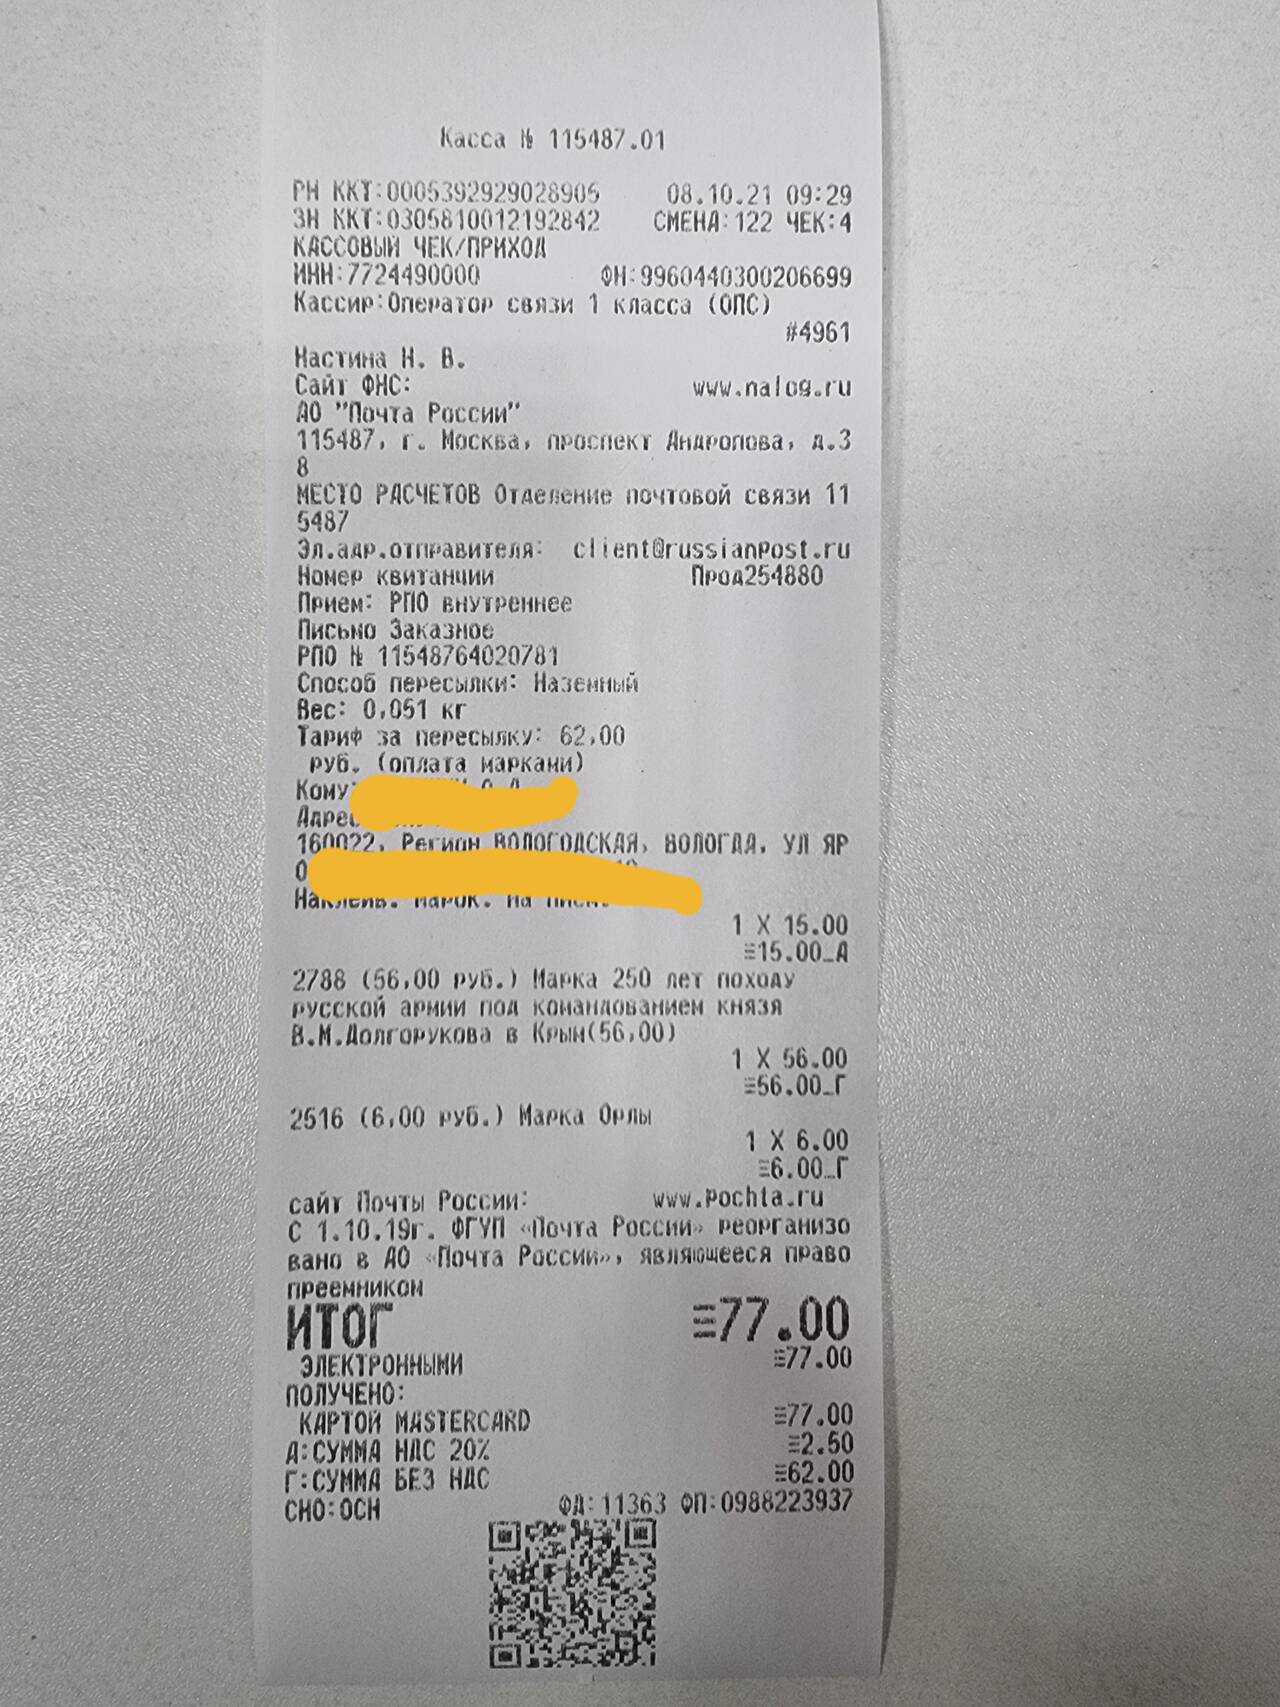 Касса № 115487.01
РН ККТ:0005392929028905 08.10.21 09:29
ЗН ККТ:0305810012192842 СМЕНА:122 ЧЕК:4
КАССОВЫЙ ЧЕК/ПРИХОД
ИНН:7724490000 ФН:9960440300206699
Кассир:Оператор связи 1 класса (ОПС)
#4961
Настина Н. В.
Сайт ФНС: www.nalog.ru
АО "Почта России"
115487, г. Москва, проспект Андропова, д.3
8
МЕСТО РАСЧЕТОВ Отделение почтовой связи 11
5487
Эл.адр.отправителя: client@russianpost.ru
Номер квитанции Прод254880
Прием: РПО внутреннее
Письмо Заказное
РПО № 11548764020781
Способ пересылки: Наземный
Вес: 0,051 кг
Тариф за пересылку: 62,00
руб. (оплата марками)
Кому:
Адрес
160022, Регион ВОЛОГОДСКАЯ, ВОЛОГДА, УЛ ЯР
О
Наклеив. марок. на письм.
1 X 15.00
≡15.00_А
2788 (56,00 руб.) Марка 250 лет походу
русской армии под командованием князя
В.М.Долгорукова в Крым(56,00)
1 X 56.00
≡56.00_Г
2516 (6,00 руб.) Марка Орлы
1 X 6.00
≡6.00_Г
сайт Почты России: www.pochta.ru
С 1.10.19г. ФГУП «Почта России» реорганизо
вано в АО «Почта России», являющееся право
преемником
ИТОГ ≡77.00
ЭЛЕКТРОННЫМИ ≡77.00
ПОЛУЧЕНО:
КАРТОЙ MASTERCARD ≡77.00
А:СУММА НДС 20% ≡2.50
Г:СУММА БЕЗ НДС ≡62.00
СНО:ОСН ФД:11363 ФП:0988223937